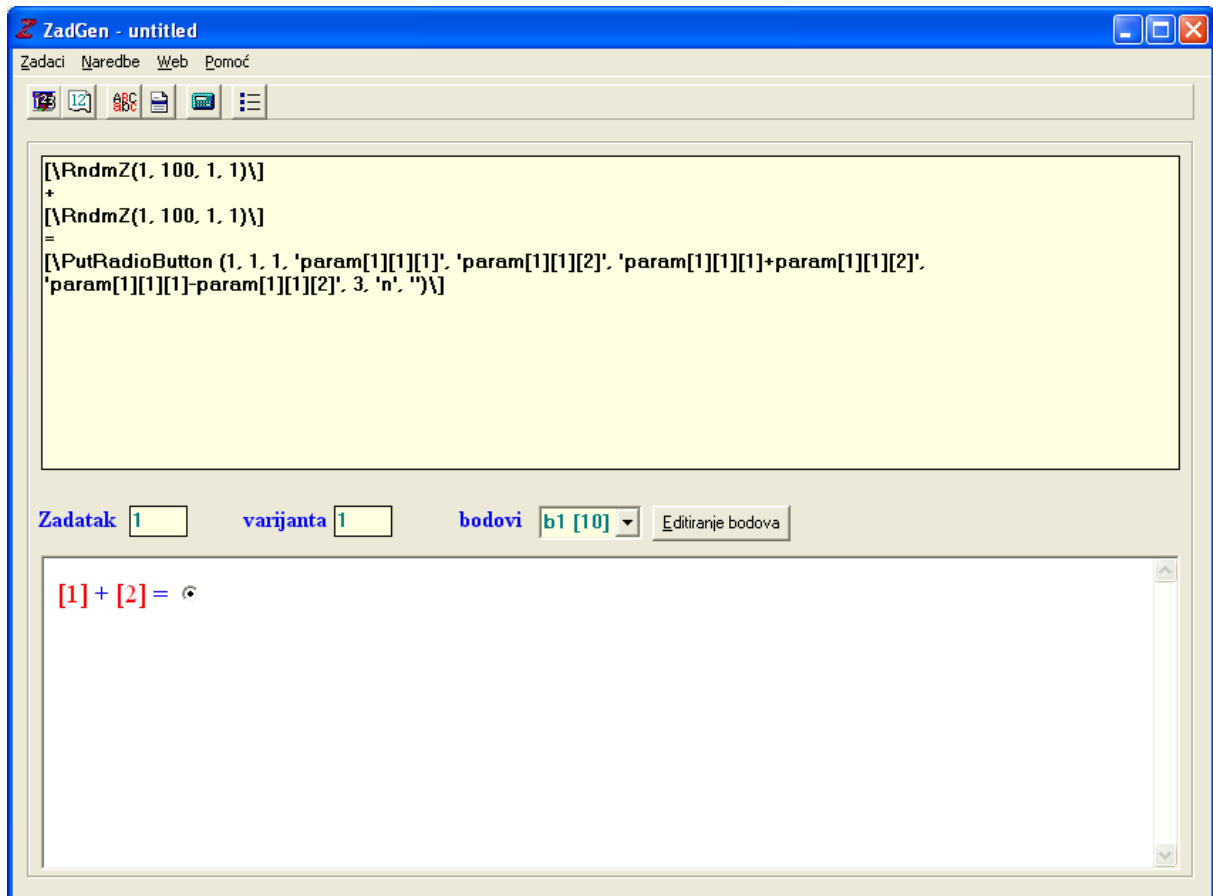 ZadGen - untitled
Zadaci Naredbe Web Pomoć
[\RndmZ(1, 100, 1, 1)\]
+
[\RndmZ(1, 100, 1, 1)\]
=
[\PutRadioButton (1, 1, 1, 'param[1][1][1]', 'param[1][1][2]', 'param[1][1][1]+param[1][1][2]',
'param[1][1][1]-param[1][1][2]', 3, 'n', '')\]
Zadatak 1 varijanta 1 bodovi b1 [10] Editiranje bodova
[1] + [2] =